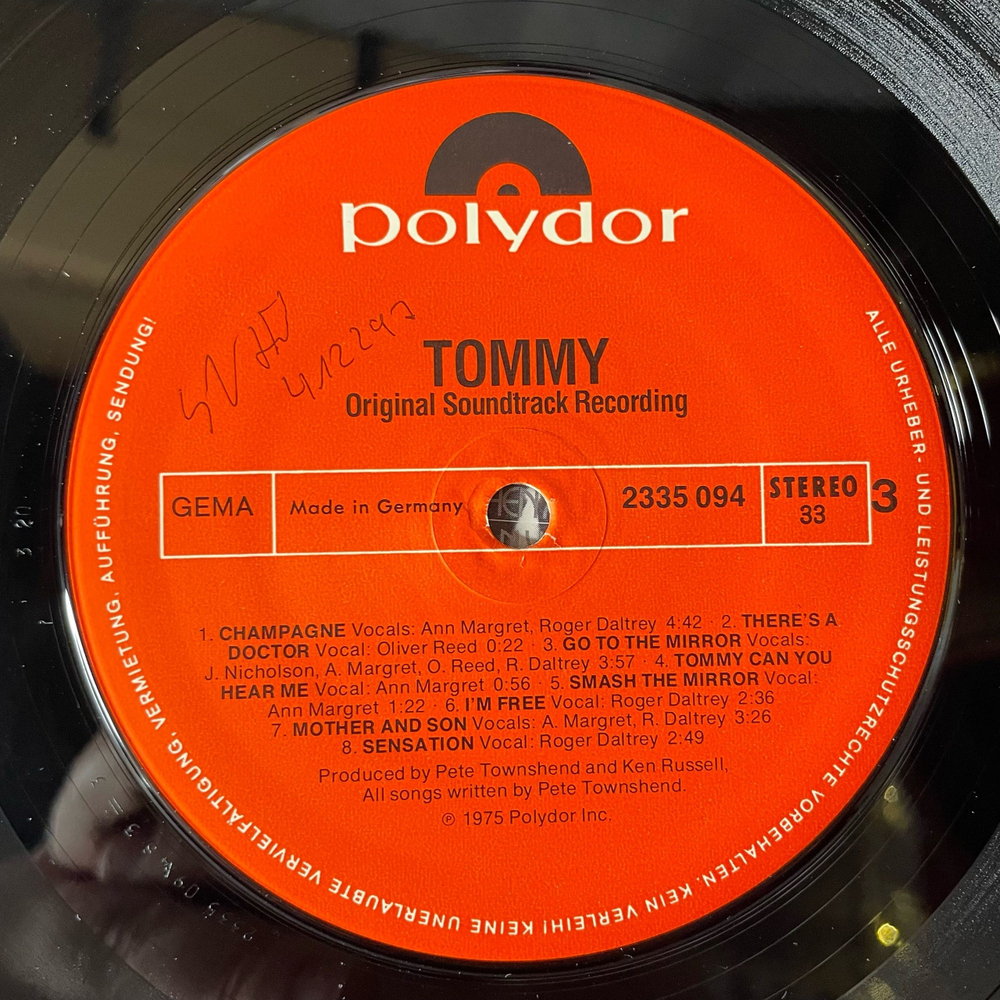 polydor
412297
TOMMY
Original Soundtrack Recording
GEMA
Made in Germany
2335 094
STEREO
33
3
1. CHAMPAGNE Vocals: Ann Margret, Roger Daltrey 4:42 · 2. THERE'S A
DOCTOR Vocal: Oliver Reed 0:22 · 3. GO TO THE MIRROR Vocals:
J. Nicholson, A. Margret, O. Reed, R. Daltrey 3:57 · 4. TOMMY CAN YOU
HEAR ME Vocal: Ann Margret 0:56 · 5. SMASH THE MIRROR Vocal:
Ann Margret 1:22 · 6. I'M FREE Vocal: Roger Daltrey 2:36
7. MOTHER AND SON Vocals: A. Margret, R. Daltrey 3:26
8. SENSATION Vocal: Roger Daltrey 2:49
Produced by Pete Townshend and Ken Russell,
All songs written by Pete Townshend.
℗ 1975 Polydor Inc.
ALLE URHEBER- UND LEISTUNGSSCHUTZRECHTE VORBEHALTEN. KEIN VERLEIH! KEINE UNERLAUBTE VERVIELFÄLTIGUNG, VERMIETUNG, AUFFÜHRUNG, SENDUNG!